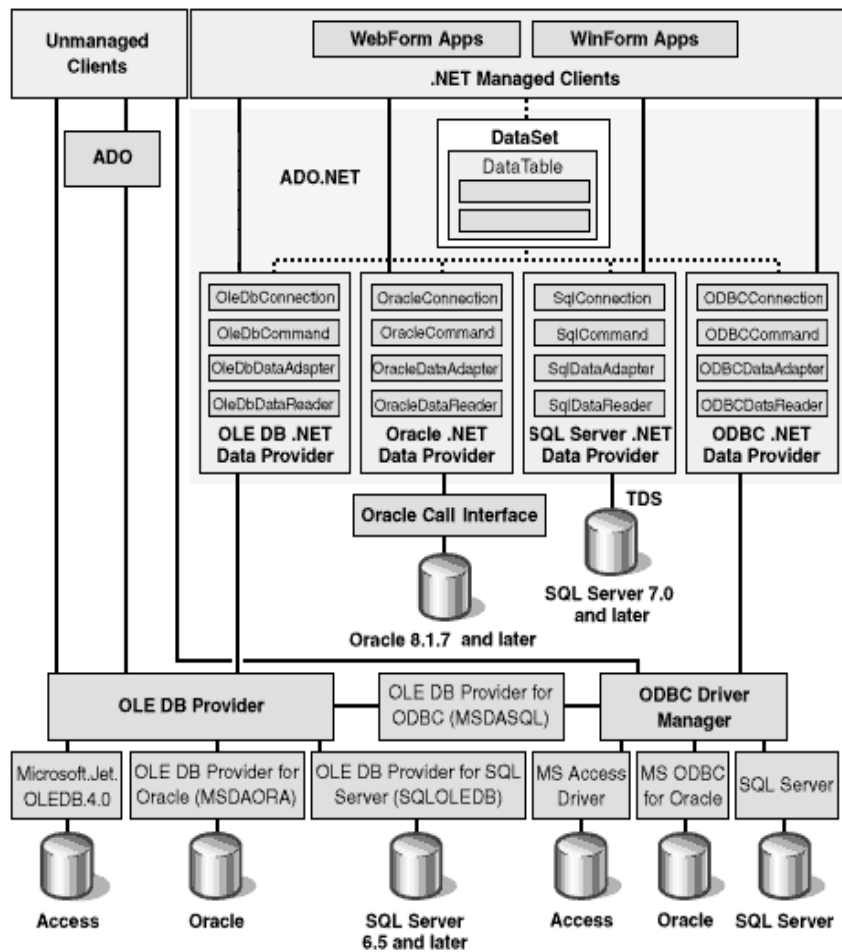 Unmanaged
Clients
WebForm Apps
WinForm Apps
.NET Managed Clients
ADO
ADO.NET
DataSet
DataTable
OleDbConnection
OleDbCommand
OleDbDataAdapter
OleDbDataReader
OLE DB .NET
Data Provider
OracleConnection
OracleCommand
OracleDataAdapter
OracleDataReader
Oracle .NET
Data Provider
SqlConnection
SqlCommand
SqlDataAdapter
SqlDataReader
SQL Server .NET
Data Provider
ODBCConnection
ODBCCommand
ODBCDataAdapter
ODBCDataReader
ODBC .NET
Data Provider
Oracle Call Interface
Oracle 8.1.7 and later
TDS
SQL Server 7.0
and later
OLE DB Provider
OLE DB Provider for
ODBC (MSDASQL)
ODBC Driver
Manager
Microsoft.Jet.
OLEDB.4.0
OLE DB Provider for
Oracle (MSDAORA)
OLE DB Provider for SQL
Server (SQLOLEDB)
MS Access
Driver
MS ODBC
for Oracle
SQL Server
Access
Oracle
SQL Server
6.5 and later
Access
Oracle
SQL Server